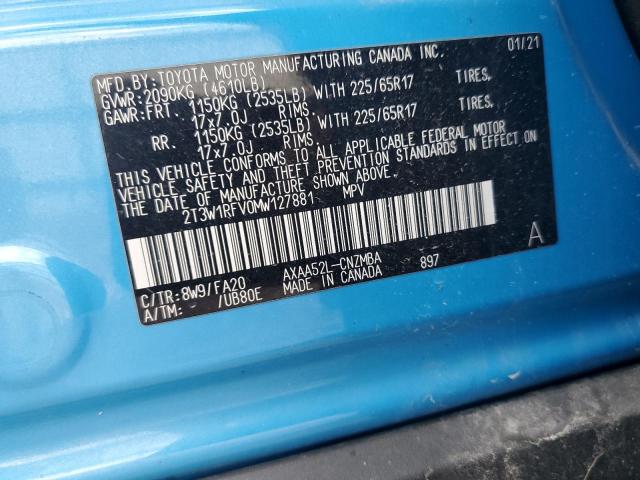 MFD.BY:TOYOTA MOTOR MANUFACTURING CANADA INC. 01/21
GVWR:2090KG (4610LB)
GAWR:FRT. 1150KG (2535LB) WITH 225/65R17 TIRES.
17x7.0J RIMS.
RR. 1150KG (2535LB) WITH 225/65R17 TIRES.
17x7.0J RIMS.
THIS VEHICLE CONFORMS TO ALL APPLICABLE FEDERAL MOTOR
VEHICLE SAFETY AND THEFT PREVENTION STANDARDS IN EFFECT
ON THE DATE OF MANUFACTURE SHOWN ABOVE.
2T3W1RFV0MW127881 MPV
A
C/TR:8W9/FA20 AXAA52L-CNZMBA 897
A/TM: /UB80E MADE IN CANADA